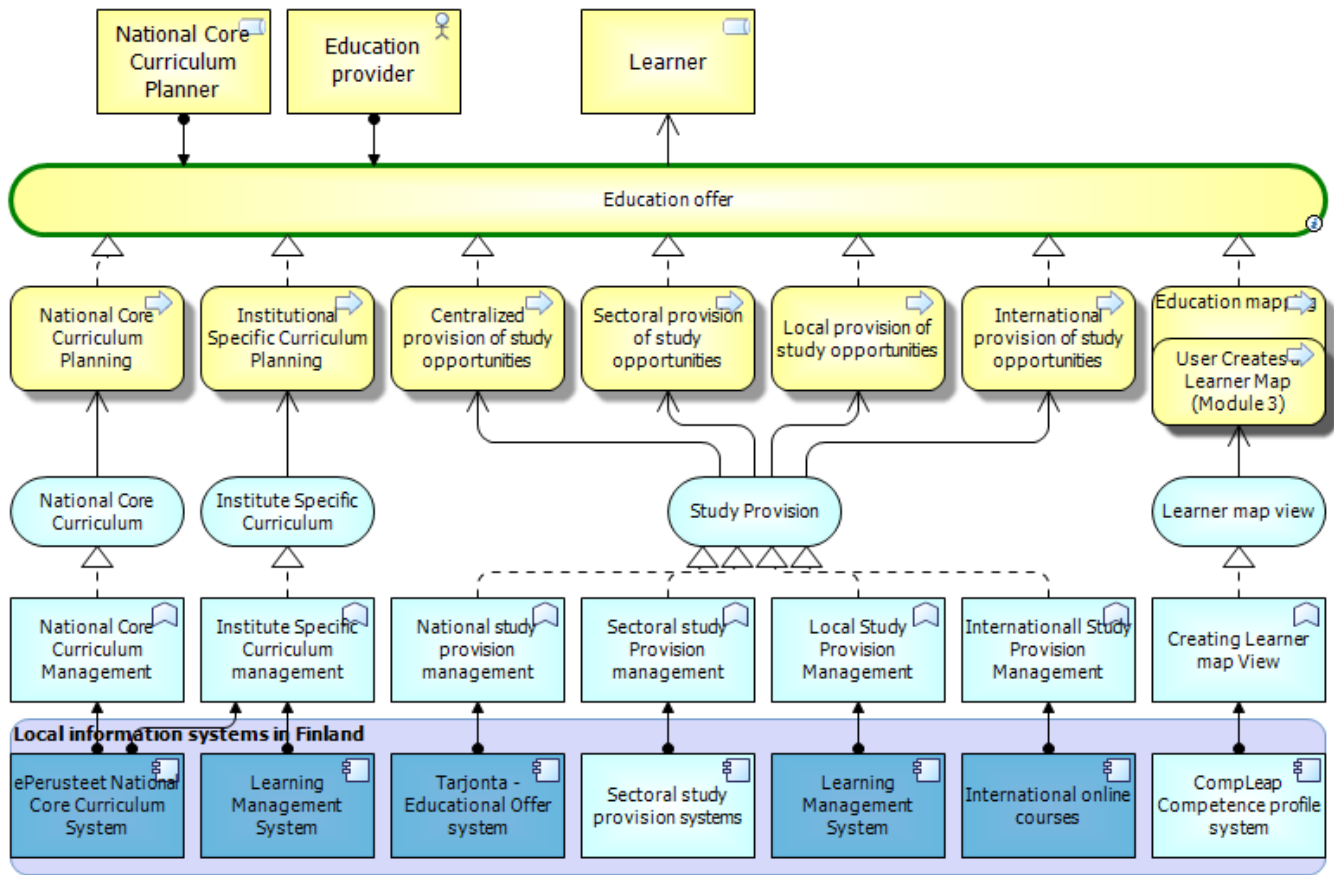 National Core
Curriculum
Planner
Education
provider
Learner
Education offer
National Core
Curriculum
Planning
Institutional
Specific Curriculum
Planning
Centralized
provision of study
opportunities
Sectoral provision
of study
opportunities
Local provision of
study opportunities
International
provision of study
opportunities
Education mapping
User Creates a
Learner Map
(Module 3)
National Core
Curriculum
Institute Specific
Curriculum
Study Provision
Learner map view
National Core
Curriculum
Management
Institute Specific
Curriculum
management
National study
provision
management
Sectoral study
Provision
management
Local Study
Provision
Management
Internationall Study
Provision
Management
Creating Learner
map View
Local information systems in Finland
ePerusteet National
Core Curriculum
System
Learning
Management
System
Tarjonta -
Educational Offer
system
Sectoral study
provision systems
Learning
Management
System
International online
courses
CompLeap
Competence profile
system